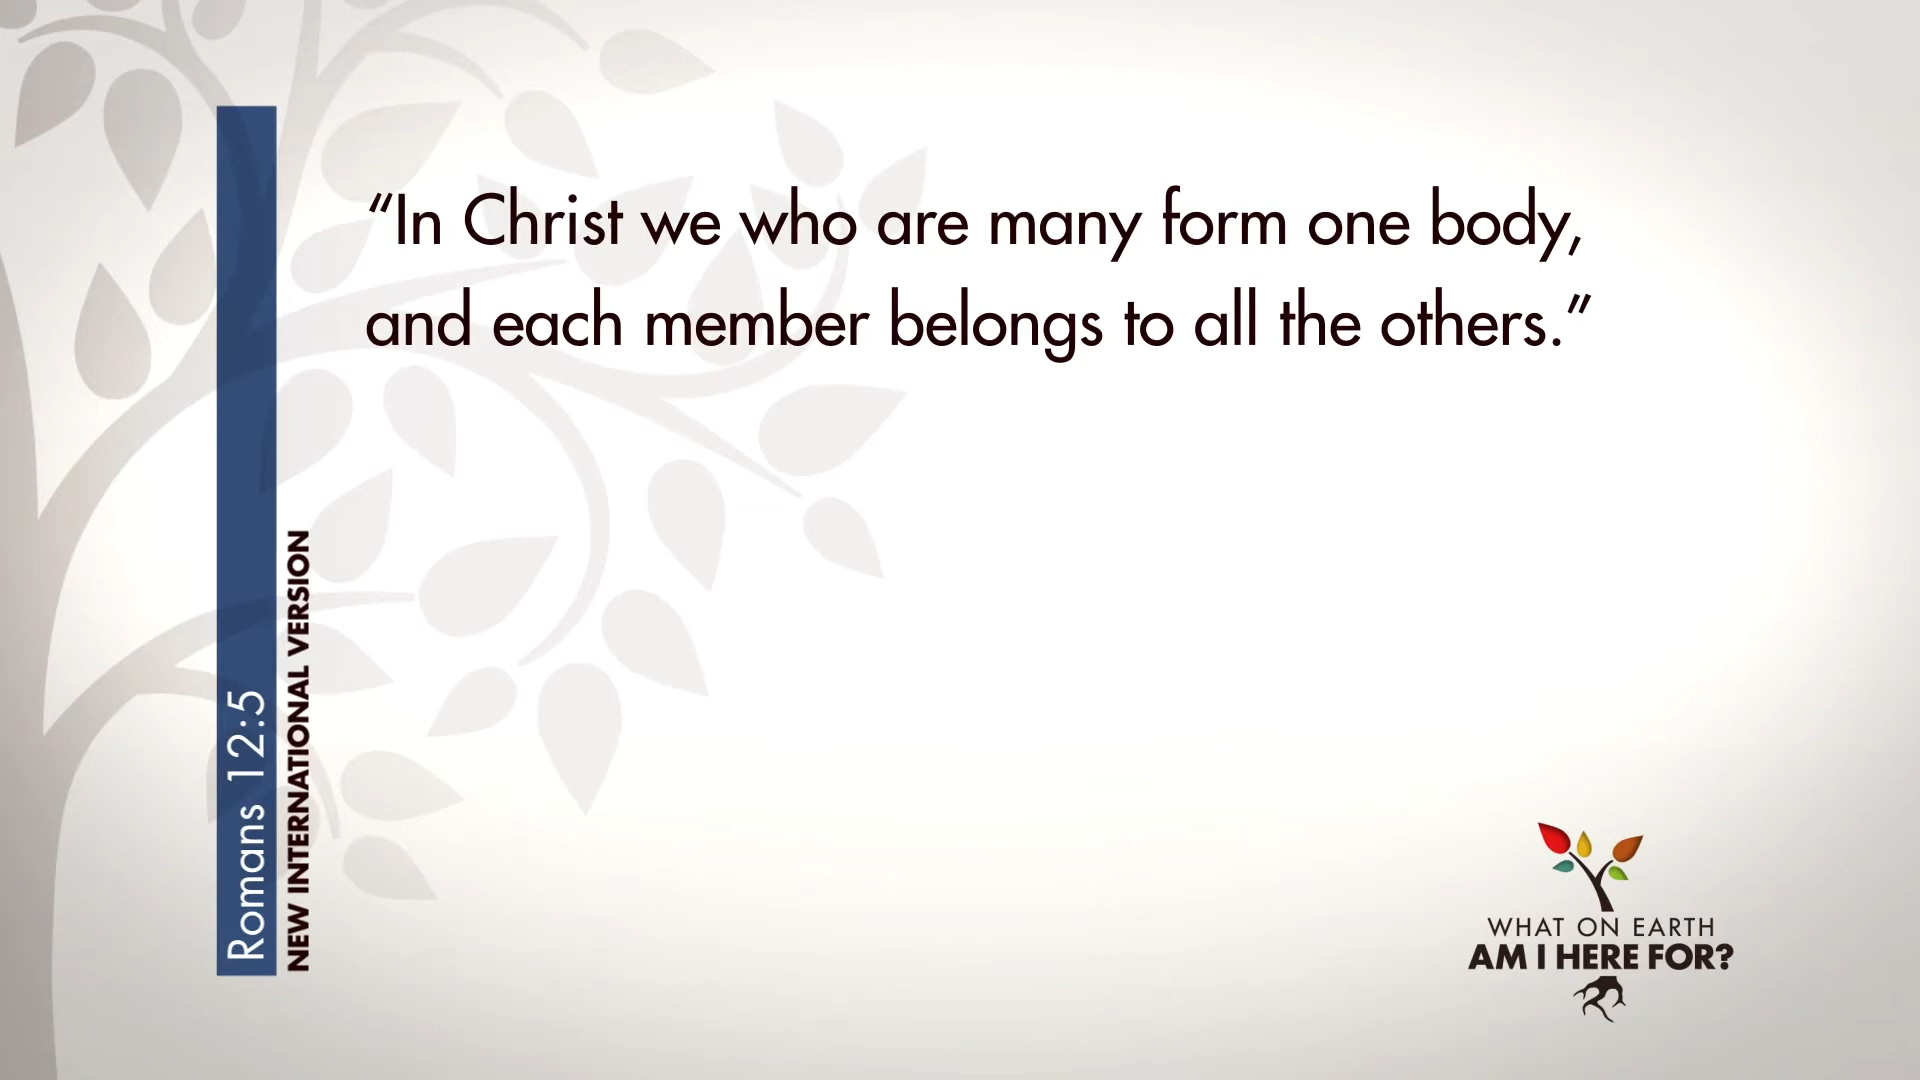 “In Christ we who are many form one body,
and each member belongs to all the others.”
Romans 12:5
NEW INTERNATIONAL VERSION
WHAT ON EARTH
AM I HERE FOR?